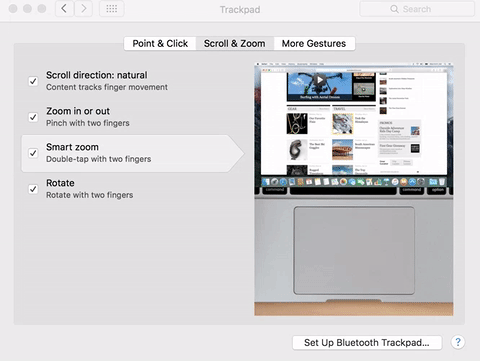 Trackpad
Search
Point & Click
Scroll & Zoom
More Gestures
Scroll direction: natural
Content tracks finger movement
Zoom in or out
Pinch with two fingers
Smart zoom
Double-tap with two fingers
Rotate
Rotate with two fingers
command
command
option
Set Up Bluetooth Trackpad...
?